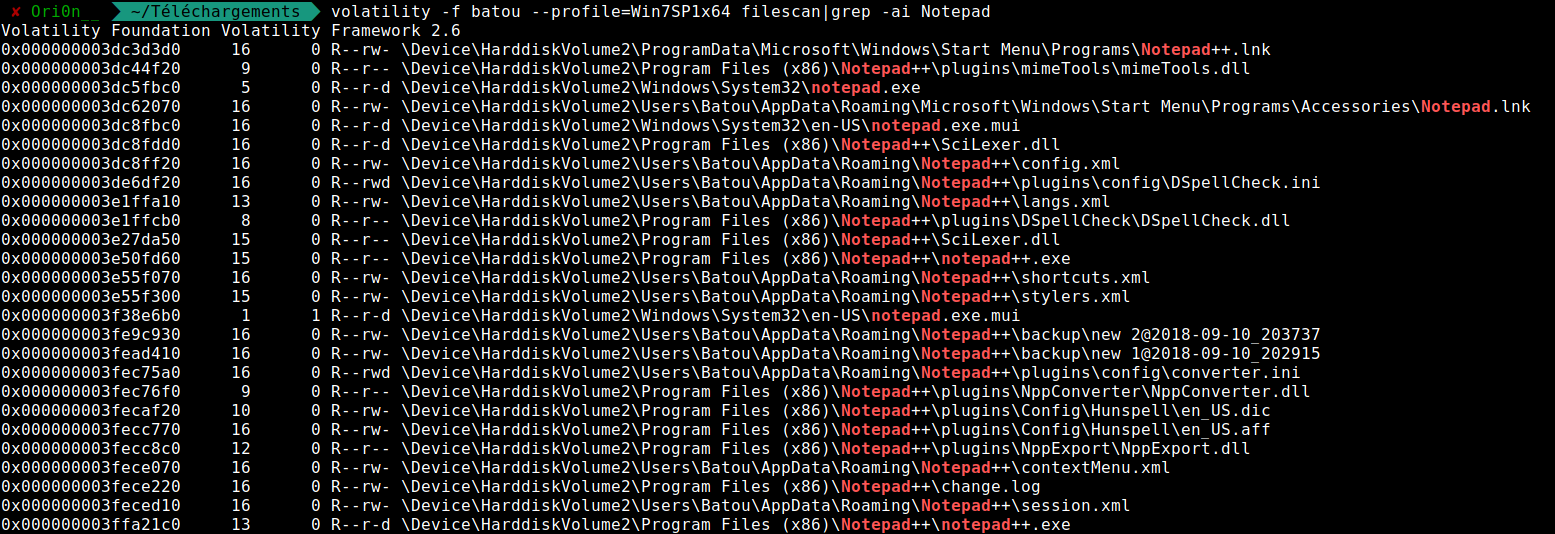 ✘ Ori0n__ ~/Téléchargements volatility -f batou --profile=Win7SP1x64 filescan|grep -ai Notepad
Volatility Foundation Volatility Framework 2.6
0x000000003dc3d3d0     16      0 R--rw- \Device\HarddiskVolume2\ProgramData\Microsoft\Windows\Start Menu\Programs\Notepad++.lnk
0x000000003dc44f20      9      0 R--r-- \Device\HarddiskVolume2\Program Files (x86)\Notepad++\plugins\mimeTools\mimeTools.dll
0x000000003dc5fbc0      5      0 R--r-d \Device\HarddiskVolume2\Windows\System32\notepad.exe
0x000000003dc62070     16      0 R--rw- \Device\HarddiskVolume2\Users\Batou\AppData\Roaming\Microsoft\Windows\Start Menu\Programs\Accessories\Notepad.lnk
0x000000003dc8fbc0     16      0 R--r-d \Device\HarddiskVolume2\Windows\System32\en-US\notepad.exe.mui
0x000000003dc8fdd0     16      0 R--r-d \Device\HarddiskVolume2\Program Files (x86)\Notepad++\SciLexer.dll
0x000000003dc8ff20     16      0 R--rw- \Device\HarddiskVolume2\Users\Batou\AppData\Roaming\Notepad++\config.xml
0x000000003de6df20     16      0 R--rwd \Device\HarddiskVolume2\Users\Batou\AppData\Roaming\Notepad++\plugins\config\DSpellCheck.ini
0x000000003e1ffa10     13      0 R--rw- \Device\HarddiskVolume2\Users\Batou\AppData\Roaming\Notepad++\langs.xml
0x000000003e1ffcb0      8      0 R--r-- \Device\HarddiskVolume2\Program Files (x86)\Notepad++\plugins\DSpellCheck\DSpellCheck.dll
0x000000003e27da50     15      0 R--r-- \Device\HarddiskVolume2\Program Files (x86)\Notepad++\SciLexer.dll
0x000000003e50fd60     15      0 R--r-- \Device\HarddiskVolume2\Program Files (x86)\Notepad++\notepad++.exe
0x000000003e55f070     16      0 R--rw- \Device\HarddiskVolume2\Users\Batou\AppData\Roaming\Notepad++\shortcuts.xml
0x000000003e55f300     15      0 R--rw- \Device\HarddiskVolume2\Users\Batou\AppData\Roaming\Notepad++\stylers.xml
0x000000003f38e6b0      1      1 R--r-d \Device\HarddiskVolume2\Windows\System32\en-US\notepad.exe.mui
0x000000003fe9c930     16      0 R--rw- \Device\HarddiskVolume2\Users\Batou\AppData\Roaming\Notepad++\backup\new 2@2018-09-10_203737
0x000000003fead410     16      0 R--rw- \Device\HarddiskVolume2\Users\Batou\AppData\Roaming\Notepad++\backup\new 1@2018-09-10_202915
0x000000003fec75a0     16      0 R--rwd \Device\HarddiskVolume2\Users\Batou\AppData\Roaming\Notepad++\plugins\config\converter.ini
0x000000003fec76f0      9      0 R--r-- \Device\HarddiskVolume2\Program Files (x86)\Notepad++\plugins\NppConverter\NppConverter.dll
0x000000003fecaf20     10      0 R--rw- \Device\HarddiskVolume2\Program Files (x86)\Notepad++\plugins\Config\Hunspell\en_US.dic
0x000000003fecc770     16      0 R--rw- \Device\HarddiskVolume2\Program Files (x86)\Notepad++\plugins\Config\Hunspell\en_US.aff
0x000000003fecc8c0     12      0 R--r-- \Device\HarddiskVolume2\Program Files (x86)\Notepad++\plugins\NppExport\NppExport.dll
0x000000003fece070     16      0 R--rw- \Device\HarddiskVolume2\Users\Batou\AppData\Roaming\Notepad++\contextMenu.xml
0x000000003fece220     16      0 R--rw- \Device\HarddiskVolume2\Program Files (x86)\Notepad++\change.log
0x000000003feced10     16      0 R--rw- \Device\HarddiskVolume2\Users\Batou\AppData\Roaming\Notepad++\session.xml
0x000000003ffa21c0     13      0 R--r-d \Device\HarddiskVolume2\Program Files (x86)\Notepad++\notepad++.exe